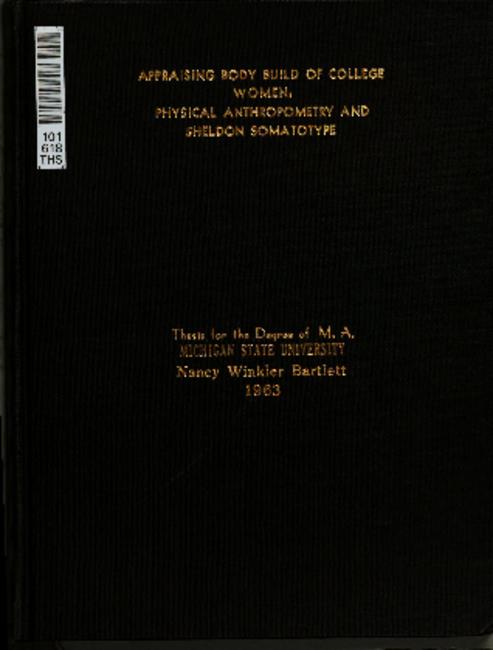 101
618
THS
APPRAISING BODY BUILD OF COLLEGE
WOMEN,
PHYSICAL ANTHROPOMETRY AND
SHELDON SOMATOTYPE
Thesis for the Degree of M. A.
MICHIGAN STATE UNIVERSITY
Nancy Winkler Bartlett
1963